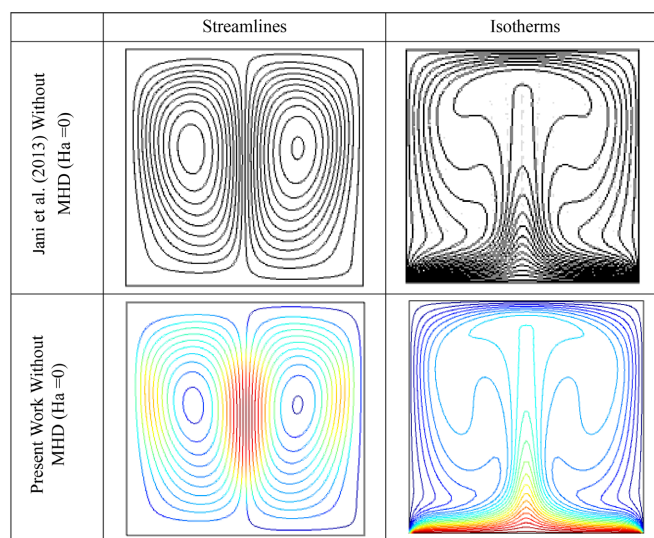 Streamlines
Isotherms
Jani et al. (2013) Without
MHD (Ha =0)
Present Work Without
MHD (Ha =0)